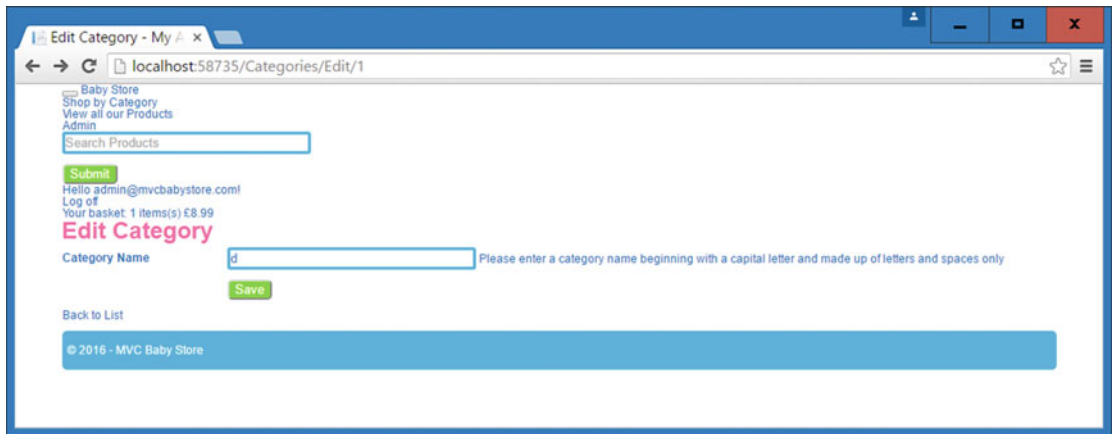 Edit Category - My A
localhost:58735/Categories/Edit/1
Baby Store
Shop by Category
View all our Products
Admin
Search Products
Submit
Hello admin@mvcbabystore.com!
Log off
Your basket: 1 items(s) £8.99
Edit Category
Category Name d Please enter a category name beginning with a capital letter and made up of letters and spaces only
Save
Back to List
© 2016 - MVC Baby Store